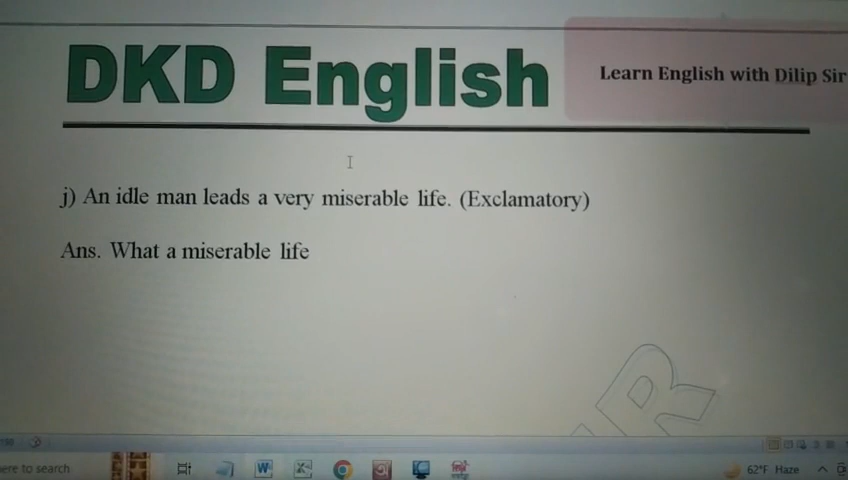 DKD English
Learn English with Dilip Sir
j) An idle man leads a very miserable life. (Exclamatory)
Ans. What a miserable life
ere to search
62°F Haze